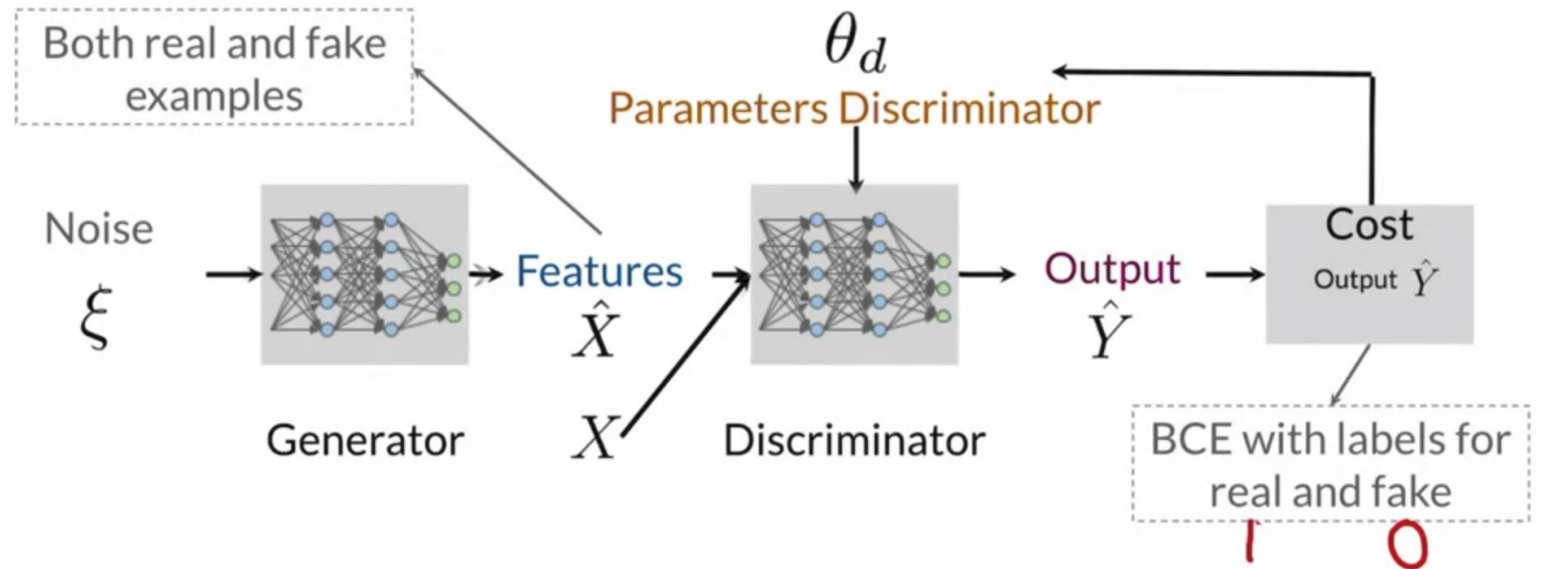 Both real and fake
examples
θd
Parameters Discriminator
Noise
ξ
Features
X̂
X
Output
Ŷ
Cost
Output Ŷ
Generator
Discriminator
BCE with labels for
real and fake
1 0